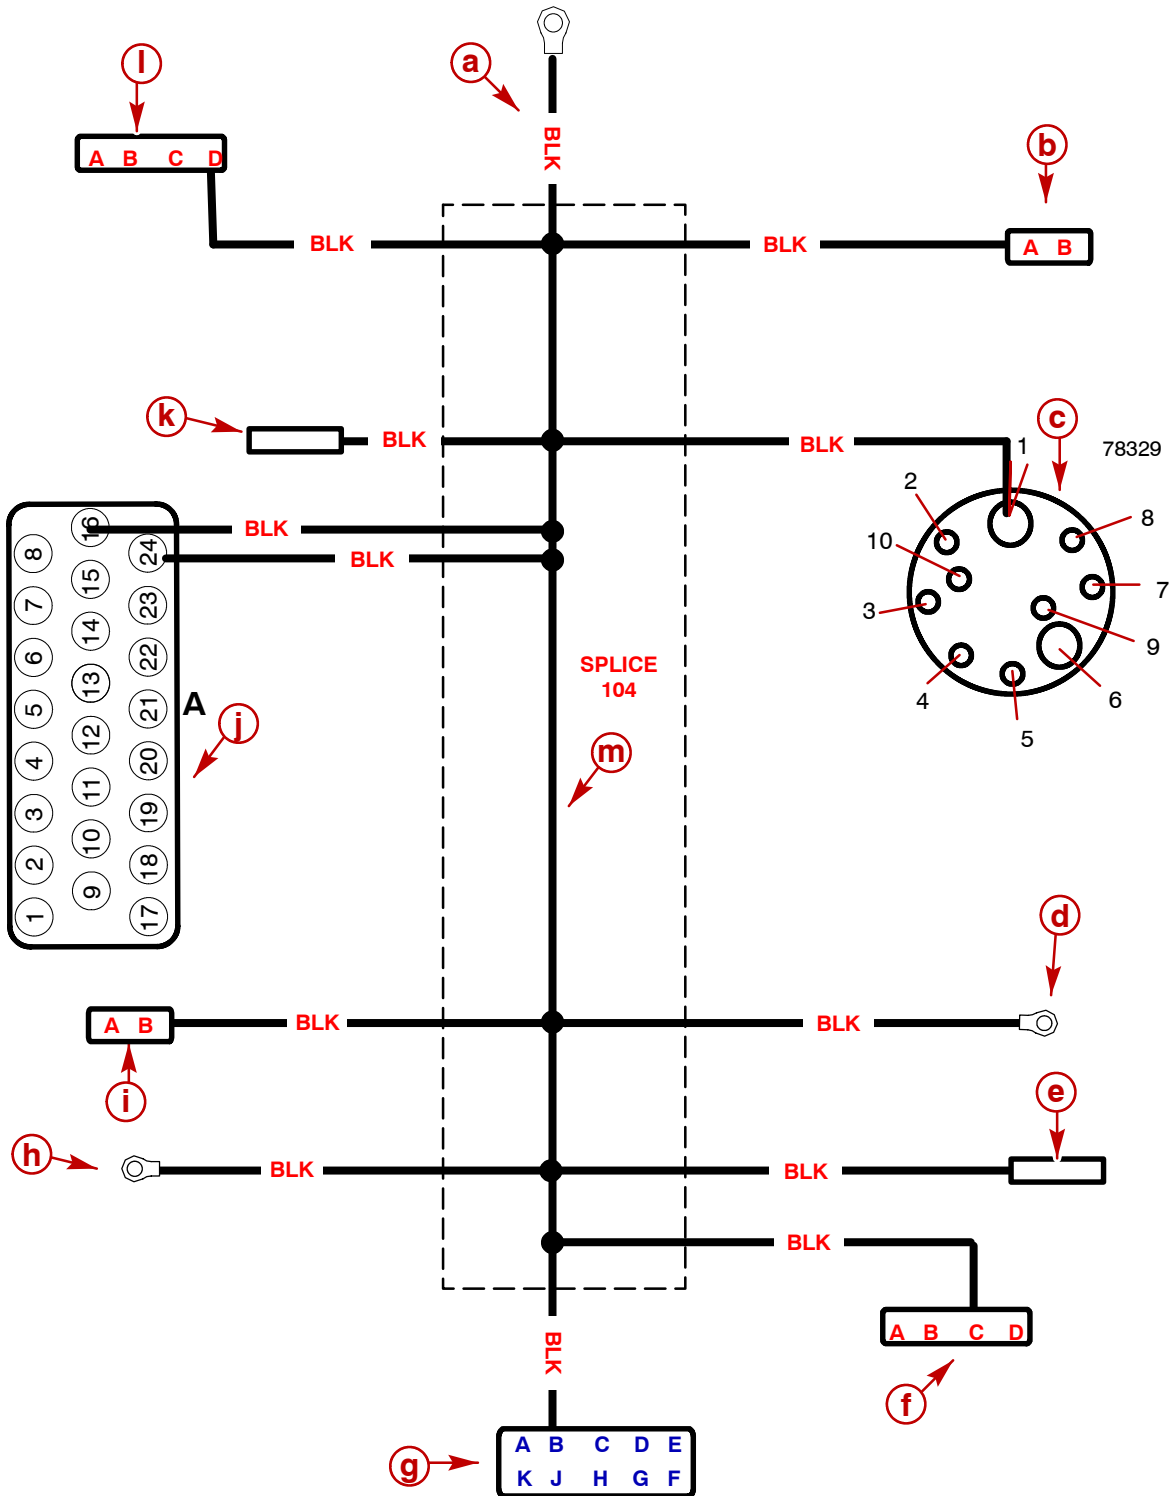 l
a
BLK
b
A B C D
BLK
BLK
A B
k
BLK
BLK
c
1
78329
2
8
10
7
3
9
4
6
5
16
BLK
8
24
BLK
15
7
23
14
6
22
13
5
21
A
12
j
4
20
11
3
19
10
2
18
9
1
17
SPLICE
104
m
d
A B
BLK
BLK
i
e
h
BLK
BLK
BLK
A B C D
f
BLK
g
A B C D E
K J H G F